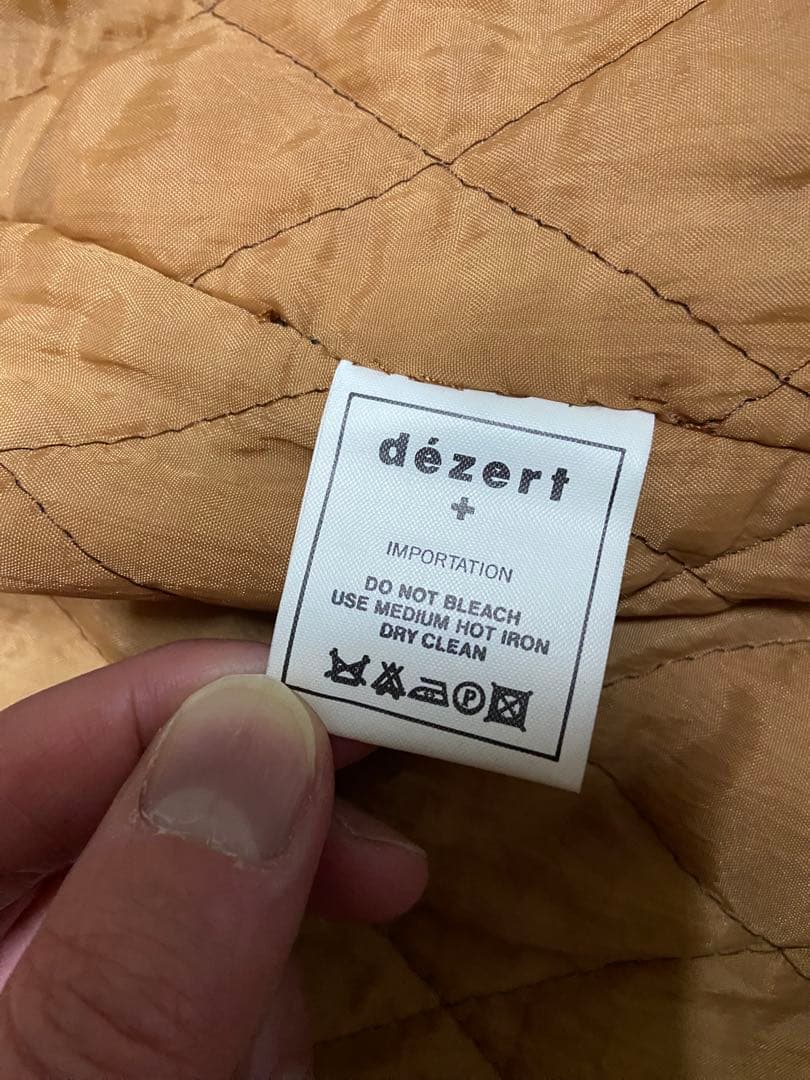 dézert
+
IMPORTATION
DO NOT BLEACH
USE MEDIUM HOT IRON
DRY CLEAN
P